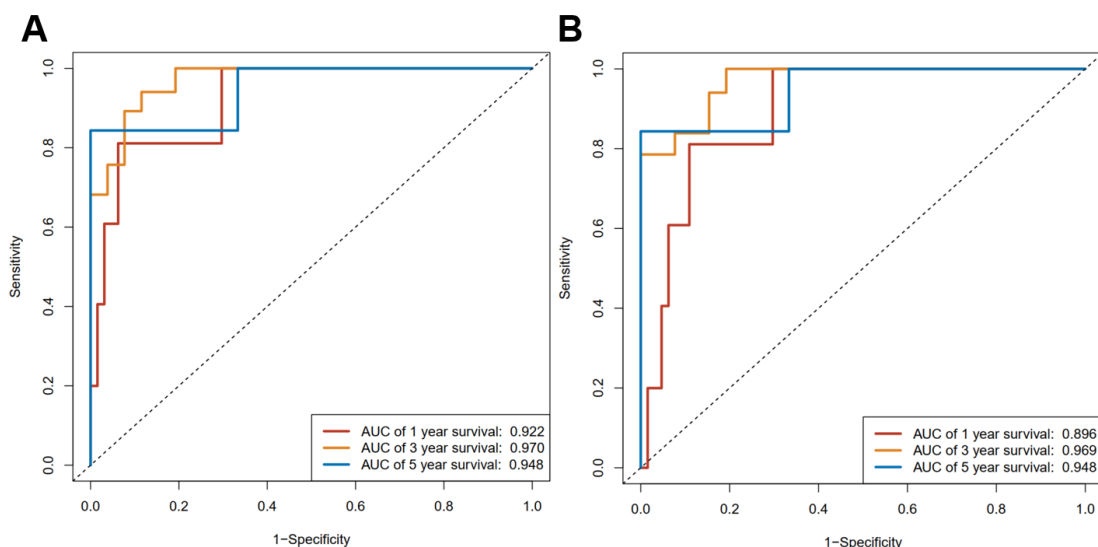 A
1.0
0.8
0.6
0.4
0.2
0.0
Sensitivity
AUC of 1 year survival: 0.922
AUC of 3 year survival: 0.970
AUC of 5 year survival: 0.948
0.0 0.2 0.4 0.6 0.8 1.0
1−Specificity
B
1.0
0.8
0.6
0.4
0.2
0.0
Sensitivity
AUC of 1 year survival: 0.896
AUC of 3 year survival: 0.969
AUC of 5 year survival: 0.948
0.0 0.2 0.4 0.6 0.8 1.0
1−Specificity